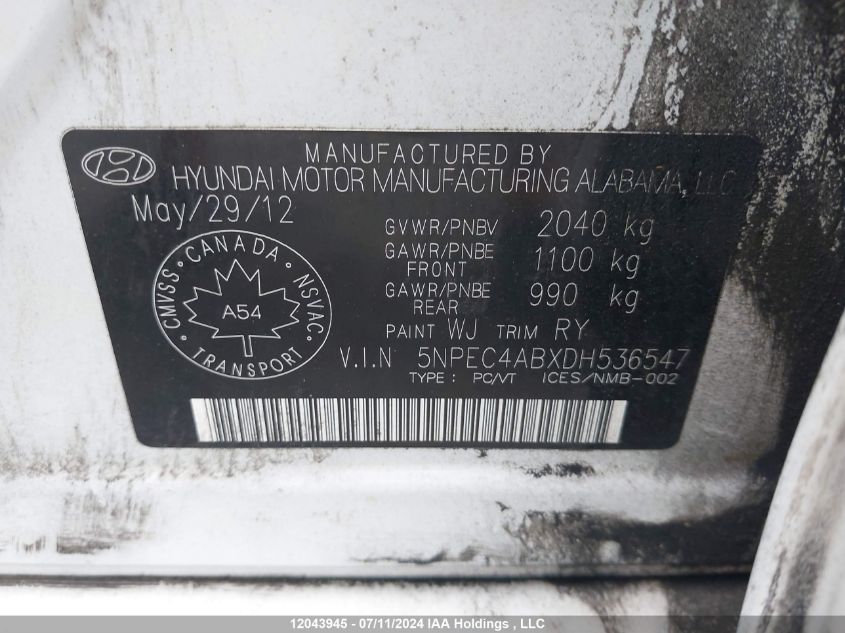 MANUFACTURED BY
HYUNDAI MOTOR MANUFACTURING ALABAMA, LLC
May/29/12
GVWR/PNBV 2040 kg
GAWR/PNBE FRONT 1100 kg
GAWR/PNBE REAR 990 kg
PAINT WJ TRIM RY
CANADA
CMVSS NSVAC
A54
TRANSPORT
V.I.N 5NPEC4ABXDH536547
TYPE : PC/VT ICES/NMB-002
12043945 - 07/11/2024 IAA Holdings , LLC